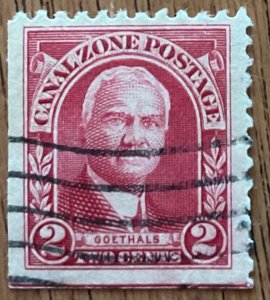 CANAL ZONE POSTAGE
GOETHALS
2 TWO CENTS 2